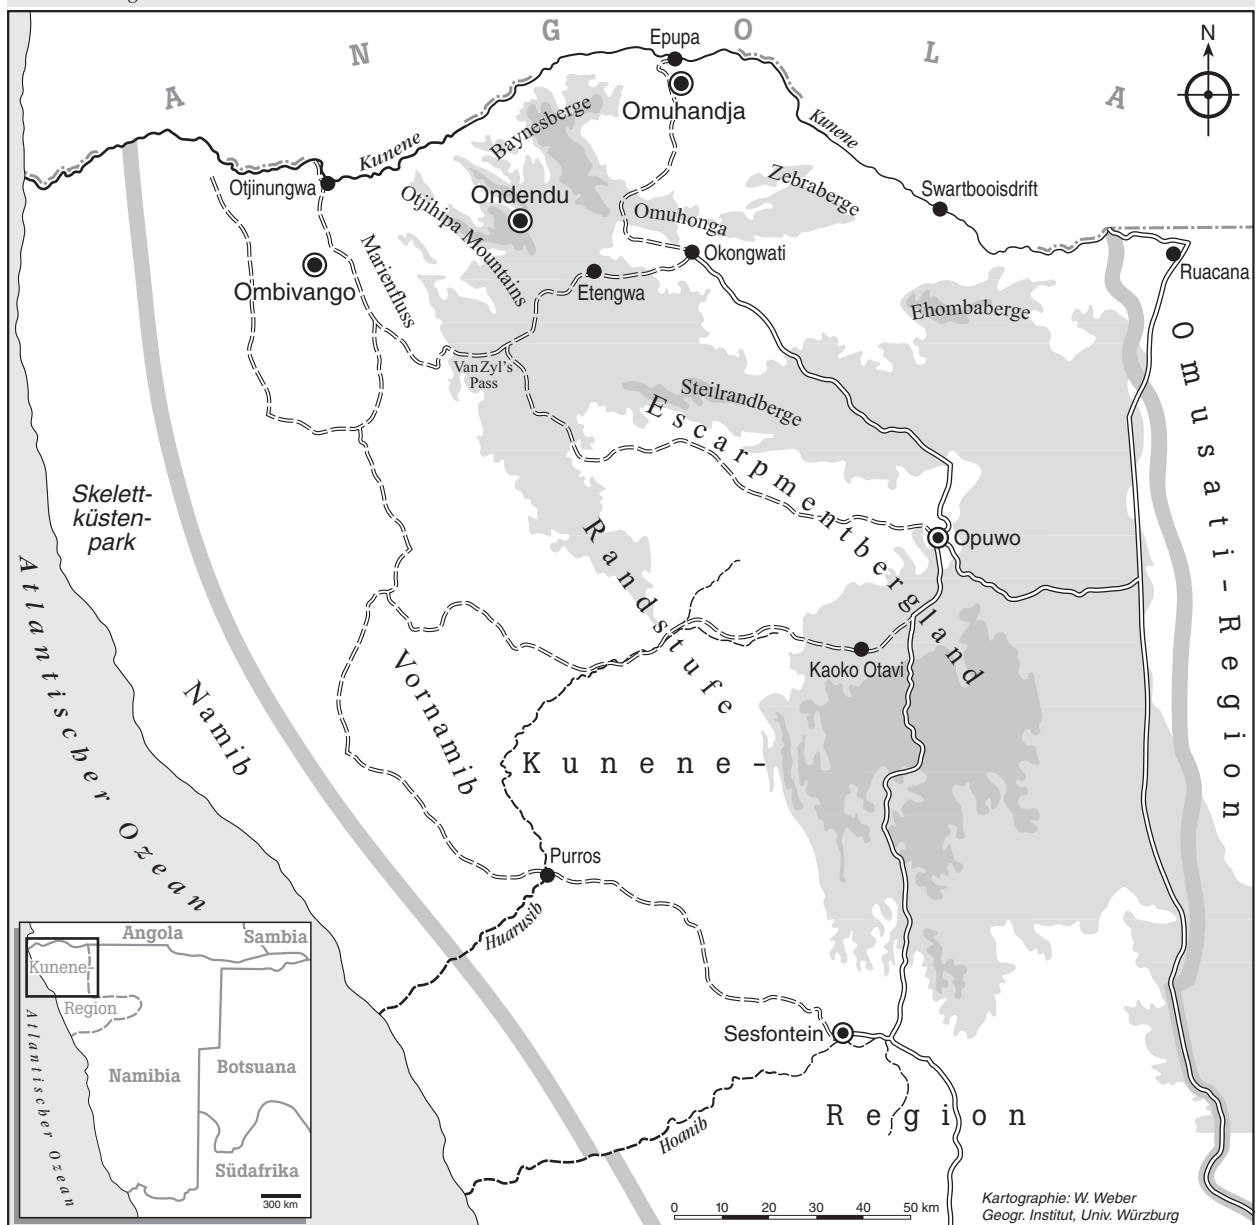 N
A N G O L A
Epupa
Omuhandja
Baynesberge
Kunene
Kunene
Otjinungwa
Ondendu
Zebraberge
Swartbooisdrift
Otjihipa Mountains
Omuhonga
Okongwati
Ruacana
Marienfluss
Ombivango
Etengwa
Ehombaberge
Omusati-Region
Van Zyl's
Pass
Steilrandberge
Escarpmentbergland
Skelett-
küsten-
park
Opuwo
Randstufe
Atlantischer Ozean
Kaoko Otavi
Namib
Vornamib
Kunene-
Purros
Huarusib
Sesfontein
Region
Hoanib
Angola
Sambia
Kunene-
Region
Atlantischer Ozean
Namibia
Botsuana
Südafrika
300 km
0 10 20 30 40 50 km
Kartographie: W. Weber
Geogr. Institut, Univ. Würzburg